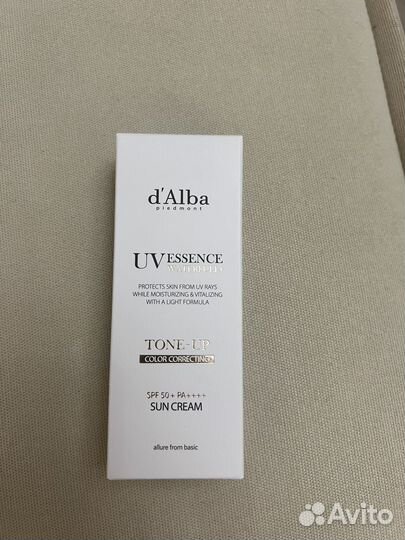 d'Alba
piedmont
UV ESSENCE
WATERFULL
PROTECTS SKIN FROM UV RAYS
WHILE MOISTURIZING & VITALIZING
WITH A LIGHT FORMULA
TONE-UP
COLOR CORRECTING
SPF 50+ PA++++
SUN CREAM
allure from basic
Avito